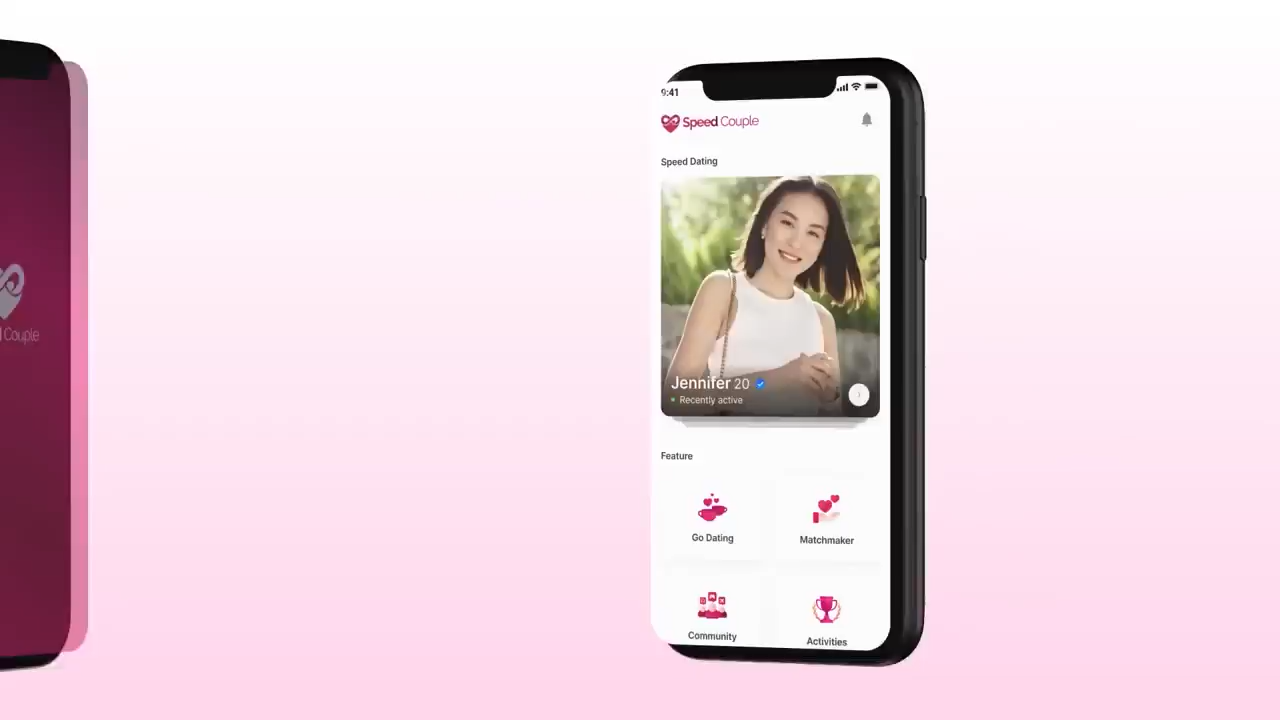 Couple
9:41
Speed Couple
Speed Dating
Jennifer 20
Recently active
Feature
Go Dating
Matchmaker
Community
Activities